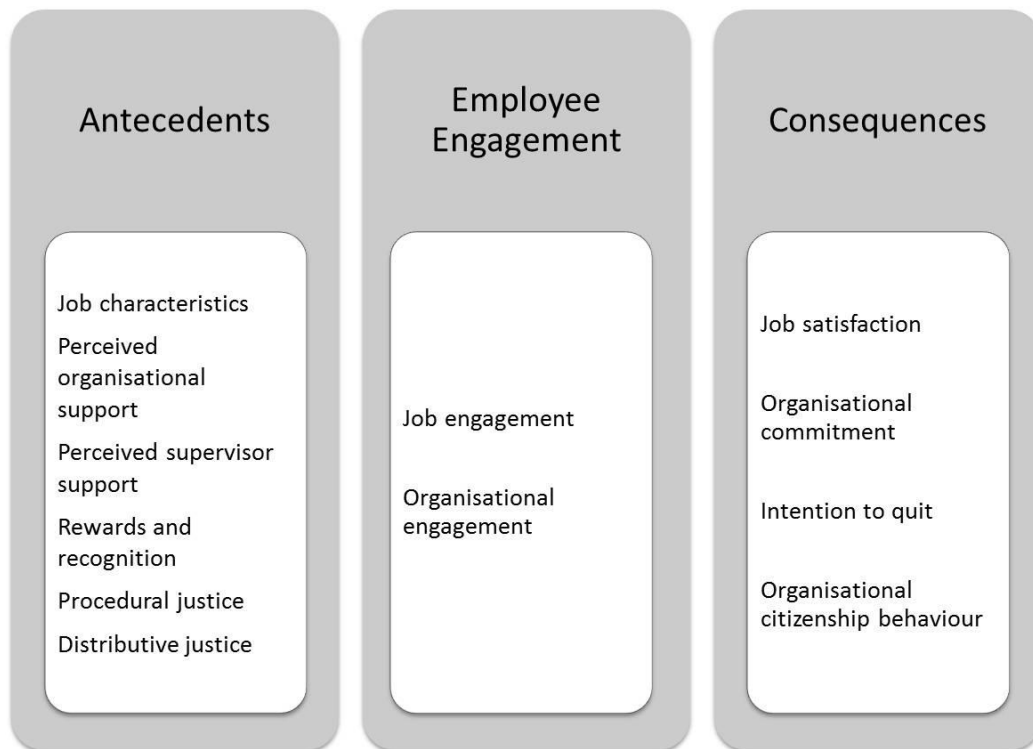 Antecedents
Job characteristics
Perceived
organisational
support
Perceived supervisor
support
Rewards and
recognition
Procedural justice
Distributive justice
Employee
Engagement
Job engagement
Organisational
engagement
Consequences
Job satisfaction
Organisational
commitment
Intention to quit
Organisational
citizenship behaviour